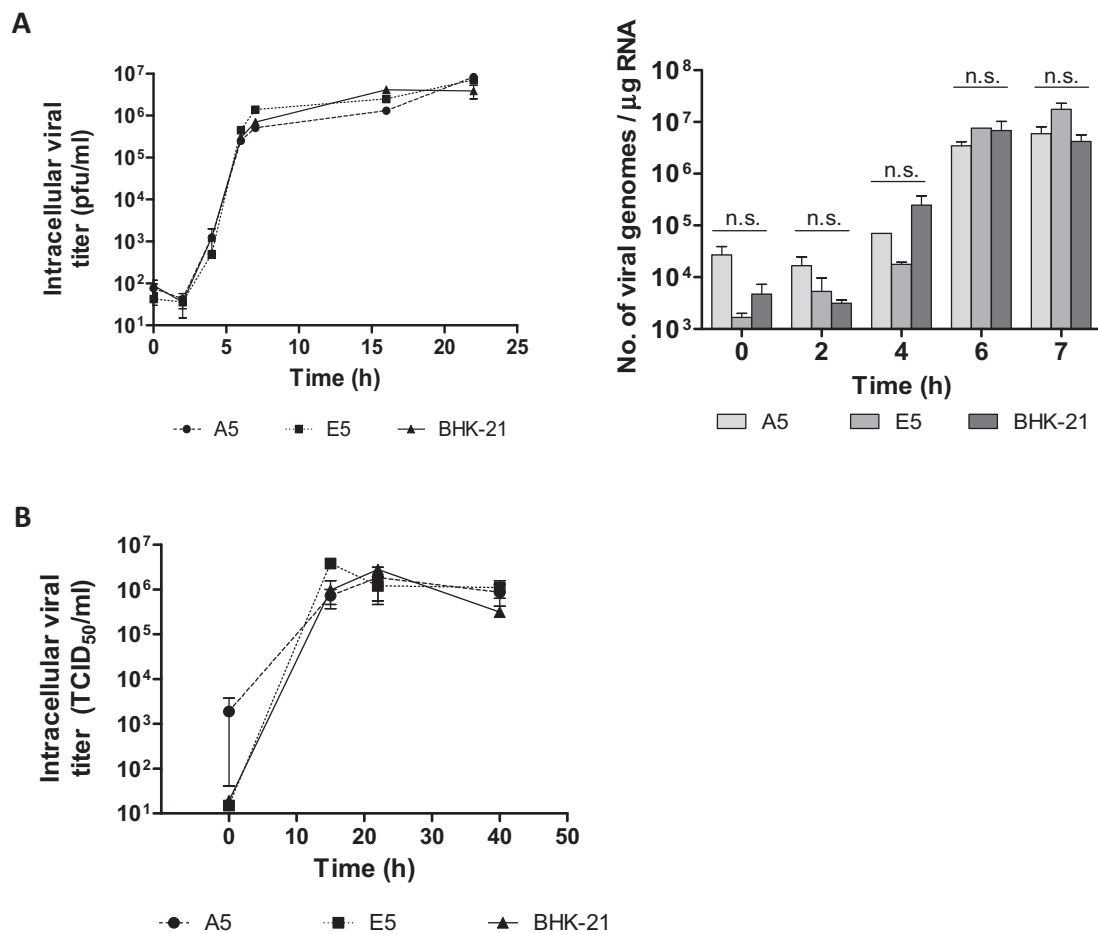 A
Intracellular viral
titer (pfu/ml)
10⁷
10⁶
10⁵
10⁴
10³
10²
10¹
0 5 10 15 20 25
Time (h)
A5 E5 BHK-21
No. of viral genomes / μg RNA
10⁸
10⁷
10⁶
10⁵
10⁴
10³
n.s. n.s. n.s. n.s. n.s.
0 2 4 6 7
Time (h)
A5 E5 BHK-21
B
Intracellular viral
titer (TCID₅₀/ml)
10⁷
10⁶
10⁵
10⁴
10³
10²
10¹
0 10 20 30 40 50
Time (h)
A5 E5 BHK-21